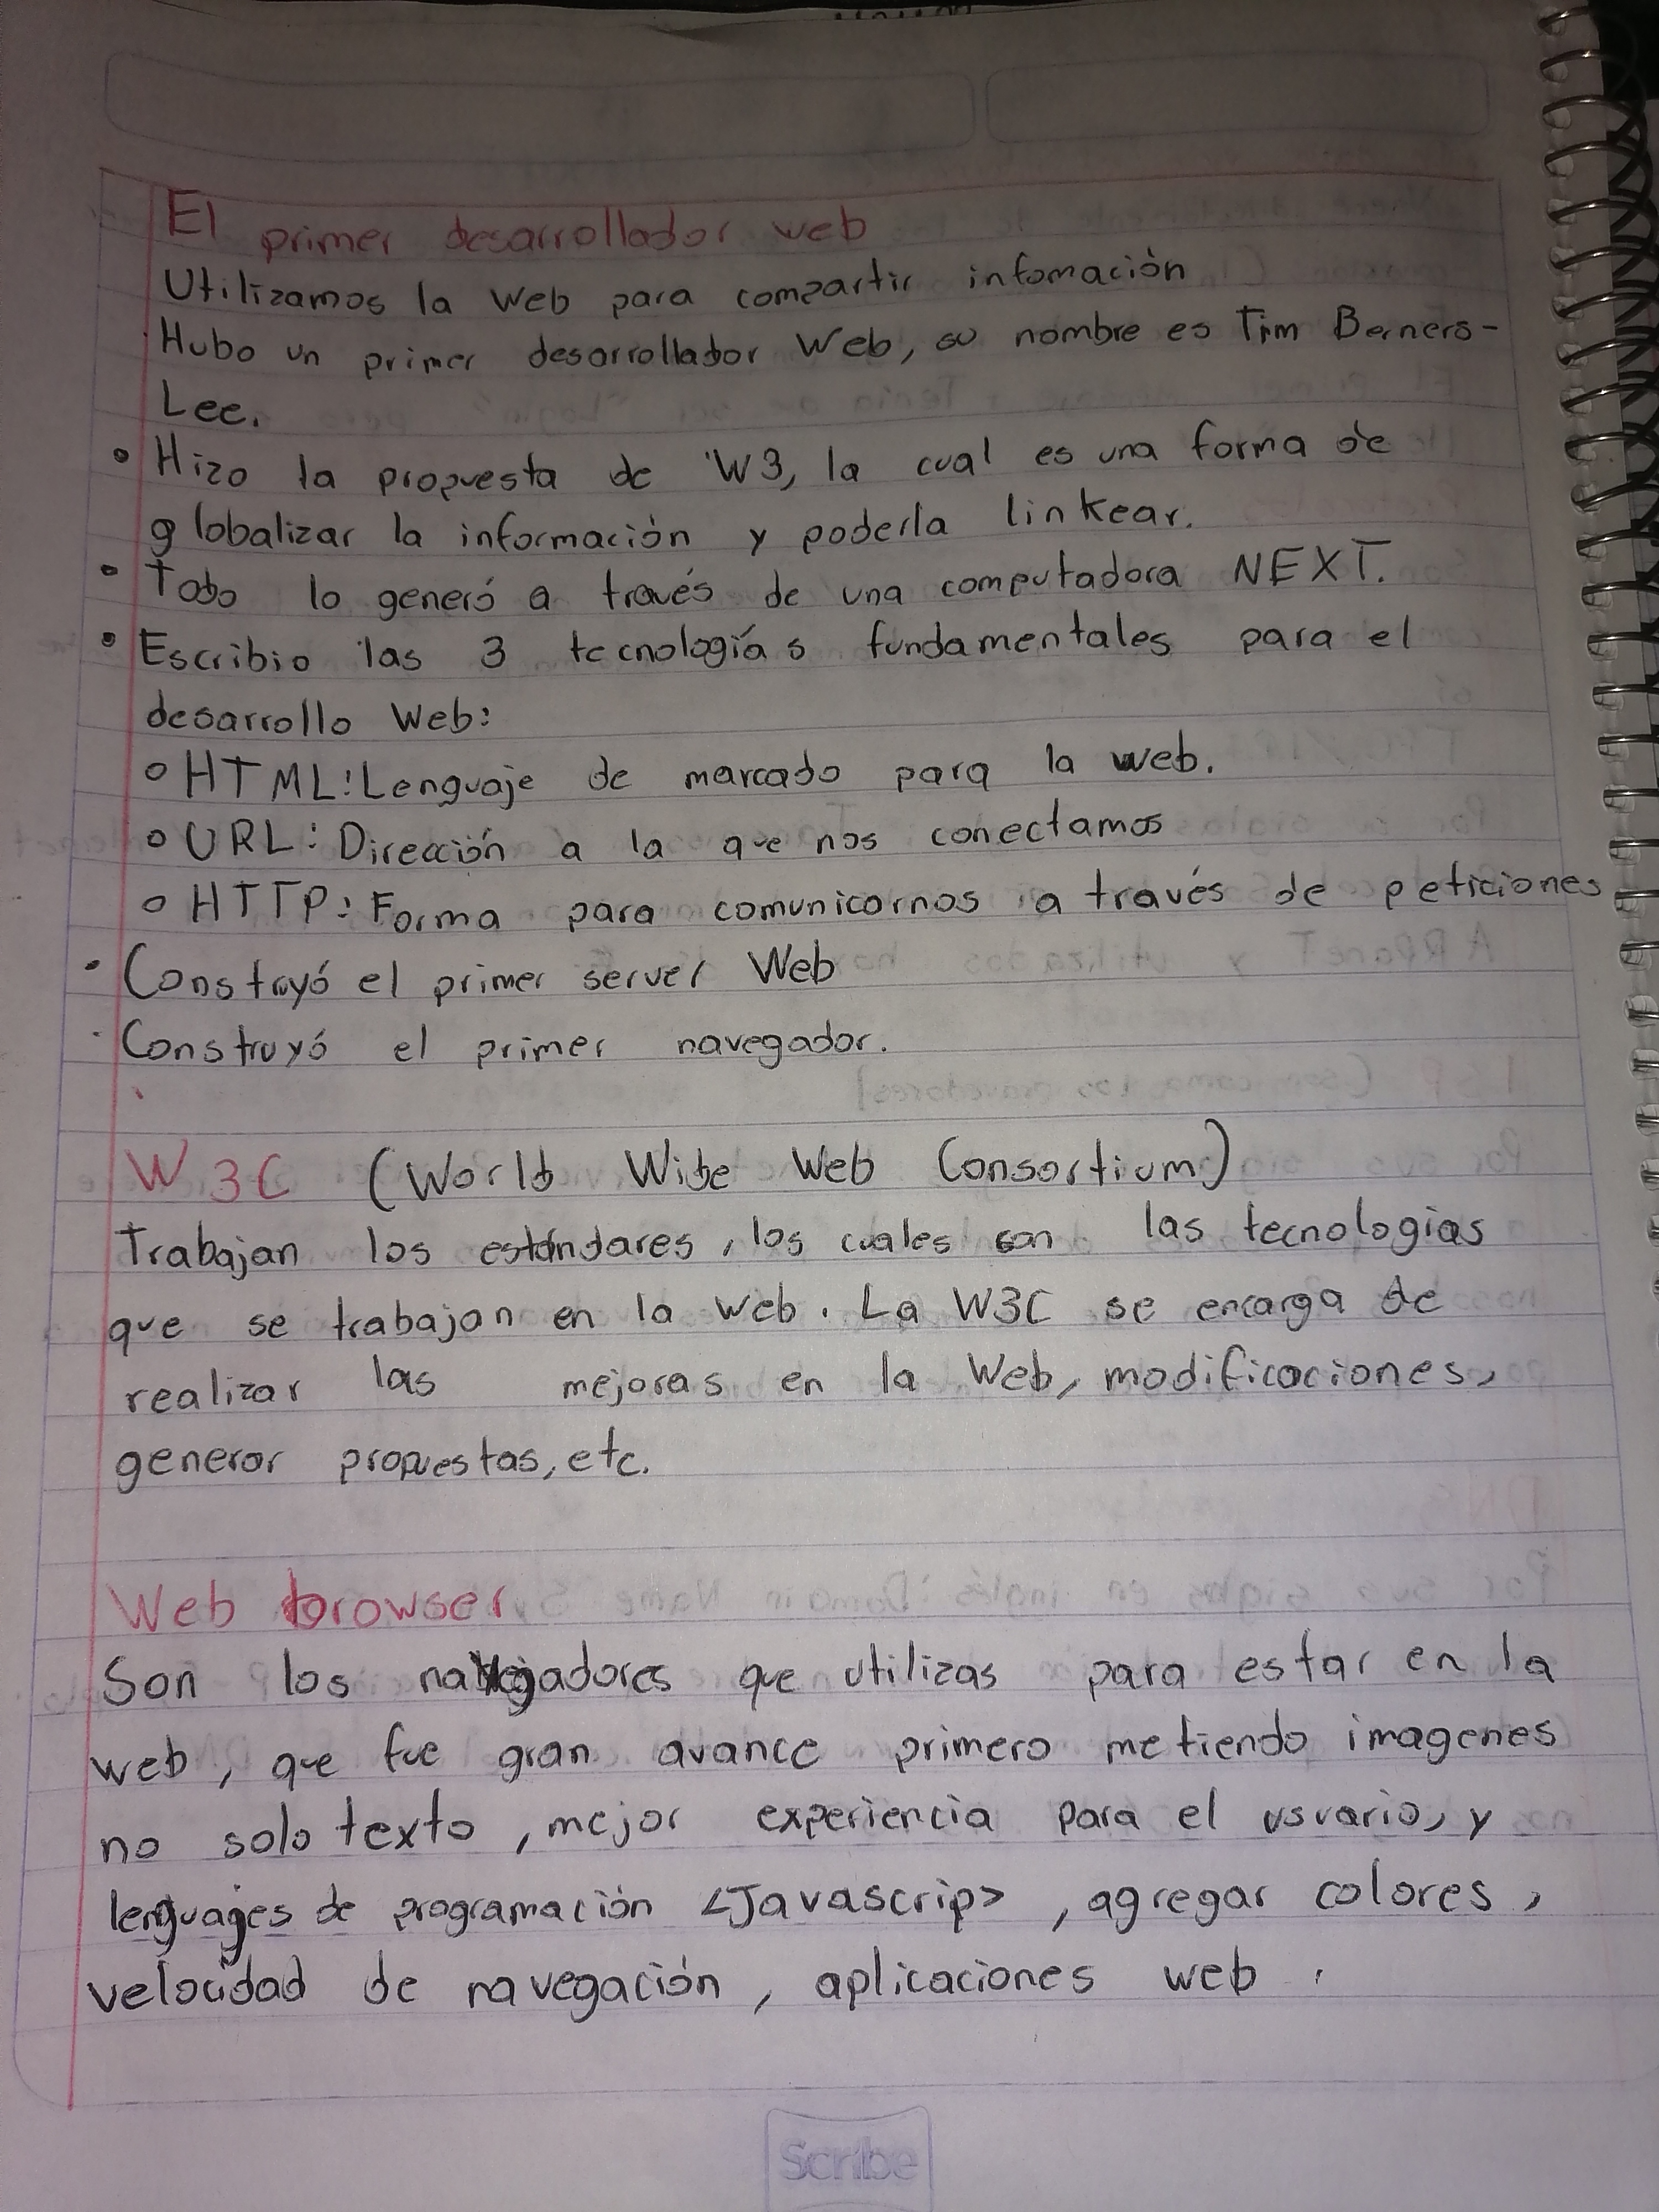 El primer desarrollador web
Utilizamos la Web para compartir infomación
Hubo un primer desarrollador Web, su nombre es Tim Berners-
Lee.
• Hizo la propuesta de W3, la cual es una forma de
globalizar la información y poderla linkear.
• Todo lo generó a través de una computadora NEXT.
• Escribio las 3 tecnologías fundamentales para el
desarrollo Web:
o HTML: Lenguaje de marcado para la web.
o URL: Dirección a la que nos conectamos
o HTTP: Forma para comunicarnos a través de peticiones
• Construyó el primer server Web
• Construyó el primer navegador.
W3C (World Wide Web Consortium)
Trabajan los estándares, los cuales son las tecnologias
que se trabajan en la web. La W3C se encarga de
realizar las mejoras en la Web, modificaciones,
generar propuestas, etc.
Web browser
Son los navegadores que utilizas para estar en la
web, que fue gran avance primero metiendo imagenes
no solo texto, mejor experiencia para el usuario, y
lenguages de programación <Javascrip>, agregar colores,
velocidad de navegación, aplicaciones web.
Scribe